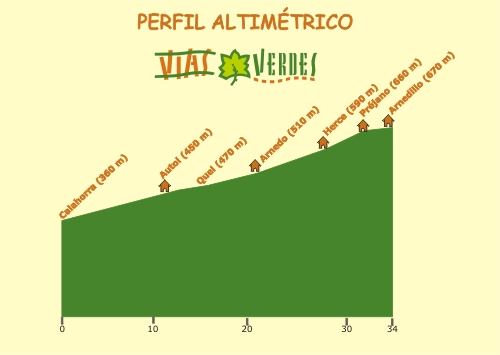 PERFIL ALTIMÉTRICO
VIAS VERDES
Calahorra (360 m)
Autol (450 m)
Quel (470 m)
Arnedo (510 m)
Herce (590 m)
Préjano (660 m)
Arnedillo (670 m)
0 10 20 30 34